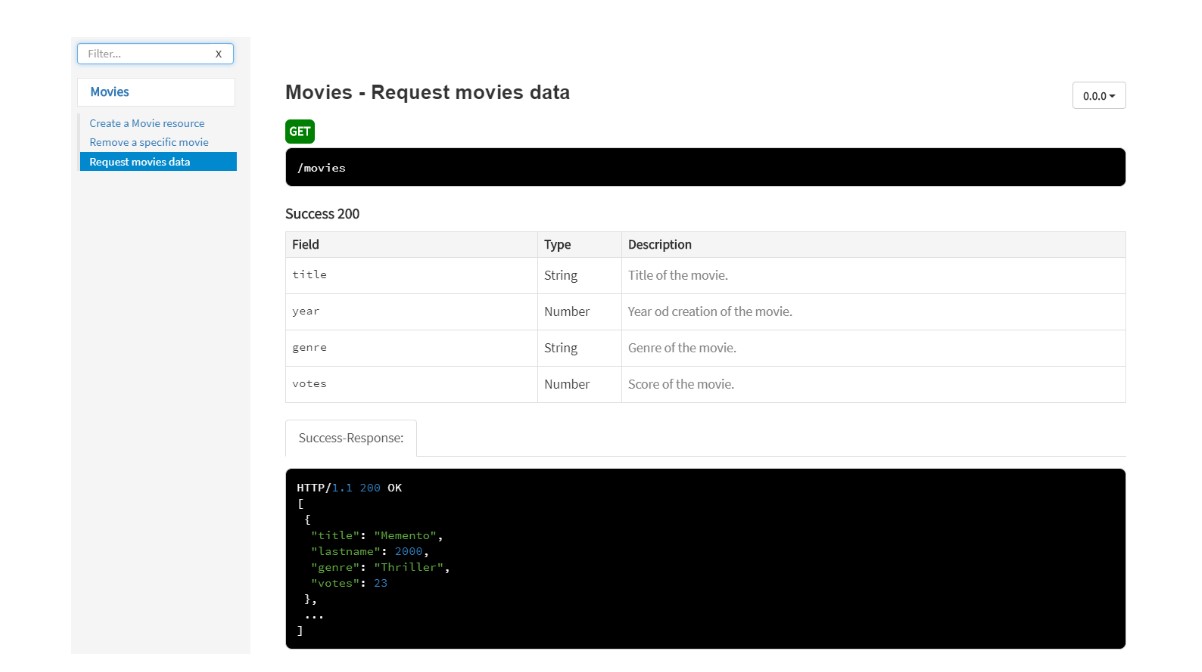 Filter... X
Movies
Create a Movie resource
Remove a specific movie
Request movies data
Movies - Request movies data
0.0.0
GET
/movies
Success 200
Field Type Description
title String Title of the movie.
year Number Year od creation of the movie.
genre String Genre of the movie.
votes Number Score of the movie.
Success-Response:
HTTP/1.1 200 OK
[
{
"title": "Memento",
"lastname": 2000,
"genre": "Thriller",
"votes": 23
},
...
]